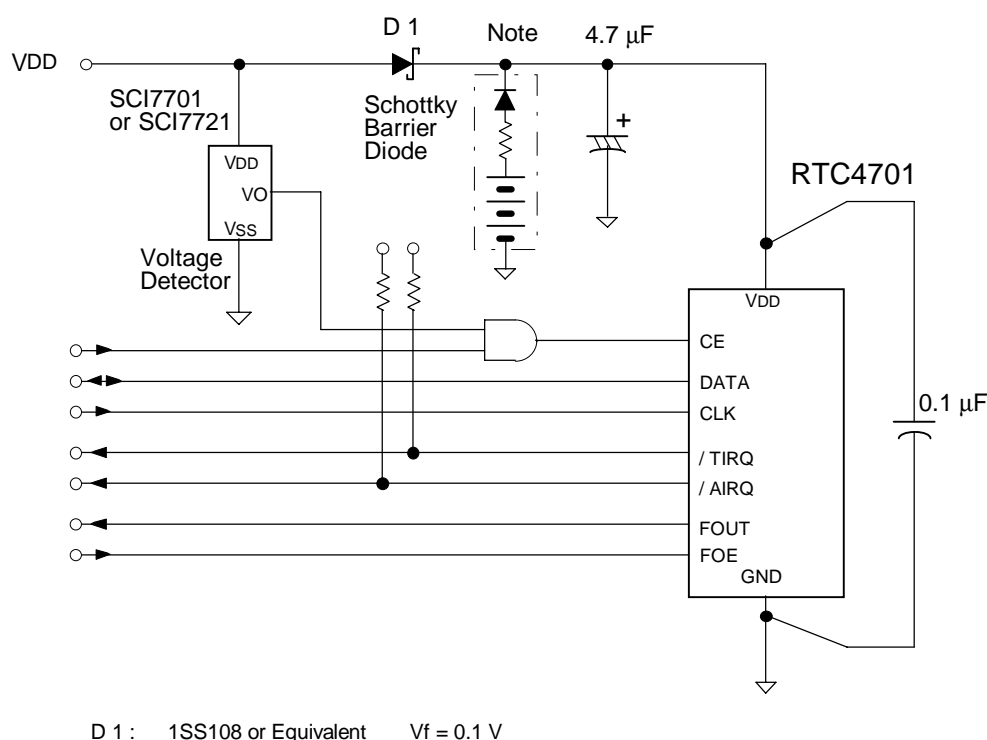 D 1
Note
4.7 μF
VDD
SCI7701
or SCI7721
Schottky
Barrier
Diode
+
VDD
VO
VSS
RTC4701
Voltage
Detector
VDD
CE
DATA
CLK
0.1 μF
/ TIRQ
/ AIRQ
FOUT
FOE
GND
D 1 : 1SS108 or Equivalent Vf = 0.1 V